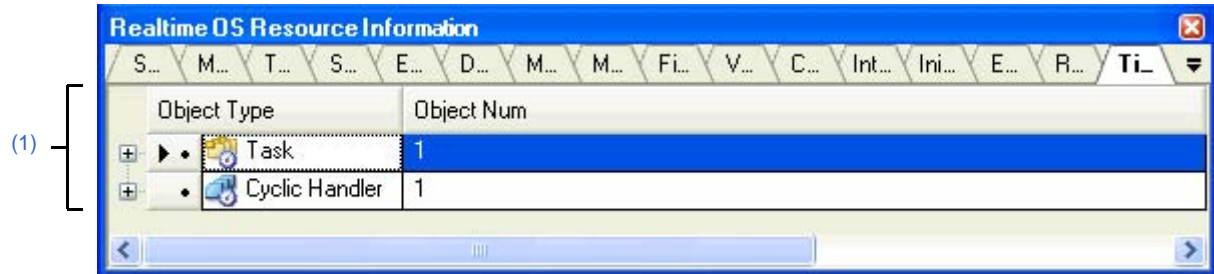 Realtime OS Resource Information
S... M... T... S... E... D... M... M... Fi... V... C... Int... Ini... E... R... Ti...
Object Type Object Num
(1)
Task 1
Cyclic Handler 1